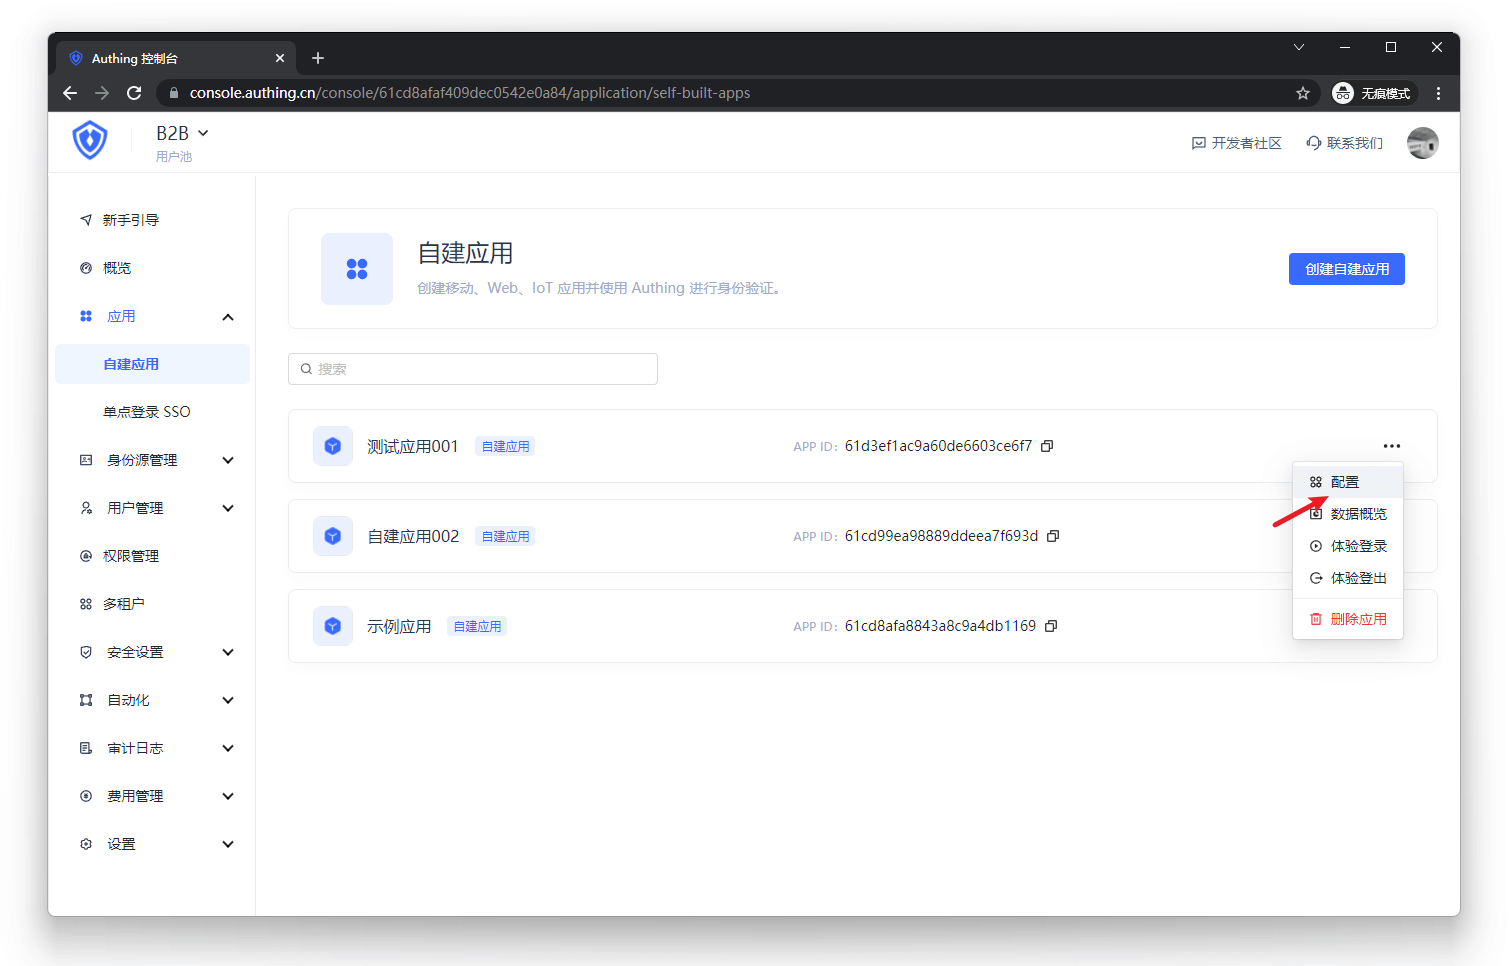 Authing 控制台
console.authing.cn/console/61cd8afaf409dec0542e0a84/application/self-built-apps
无痕模式
B2B
用户池
开发者社区
联系我们
新手引导
概览
应用
自建应用
单点登录 SSO
身份源管理
用户管理
权限管理
多租户
安全设置
自动化
审计日志
费用管理
设置
自建应用
创建移动、Web、IoT 应用并使用 Authing 进行身份验证。
创建自建应用
搜索
测试应用001 自建应用 APP ID: 61d3ef1ac9a60de6603ce6f7
自建应用002 自建应用 APP ID: 61cd99ea98889ddeea7f693d
示例应用 自建应用 APP ID: 61cd8afa8843a8c9a4db1169
配置
数据概览
体验登录
体验登出
删除应用